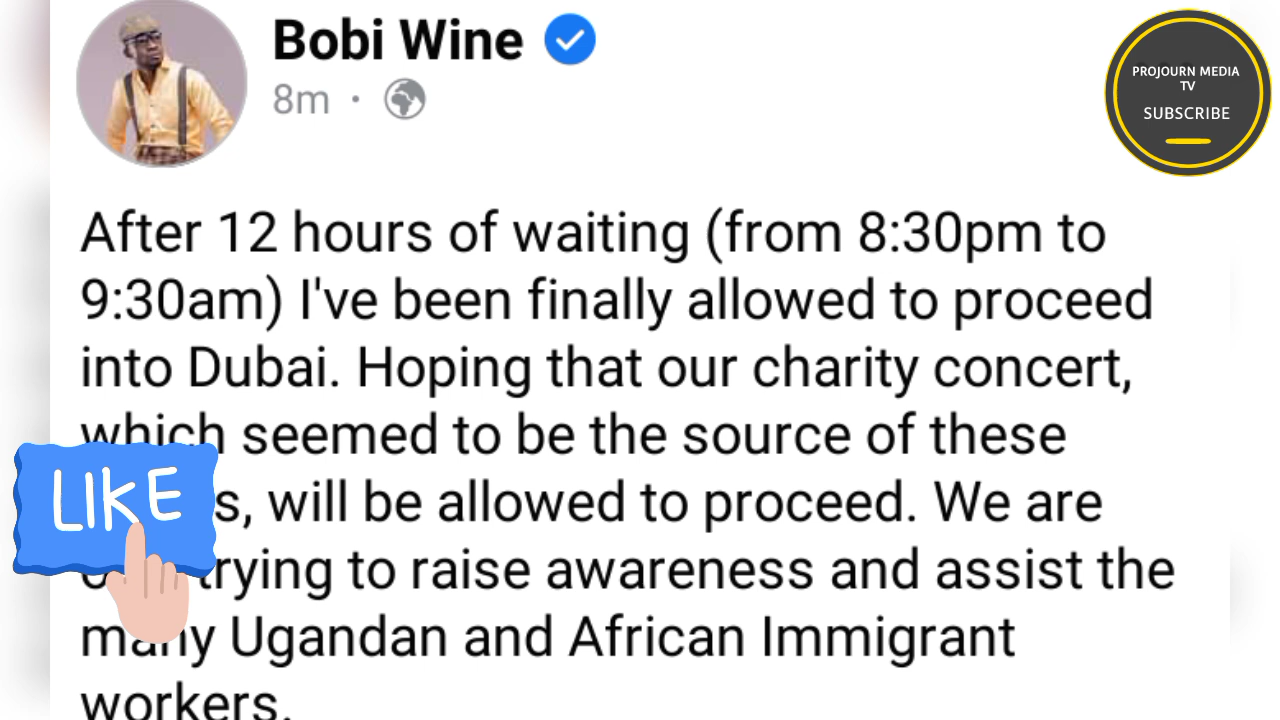 Bobi Wine
8m ·
PROJOURN MEDIA
TV
SUBSCRIBE
After 12 hours of waiting (from 8:30pm to
9:30am) I've been finally allowed to proceed
into Dubai. Hoping that our charity concert,
which seemed to be the source of these
will be allowed to proceed. We are
LIKE
trying to raise awareness and assist the
many Ugandan and African Immigrant
workers.